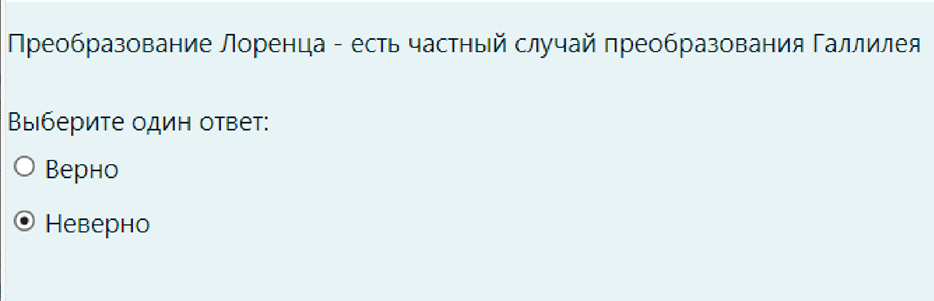 Преобразование Лоренца - есть частный случай преобразования Галлилея
Выберите один ответ:
Верно
Неверно